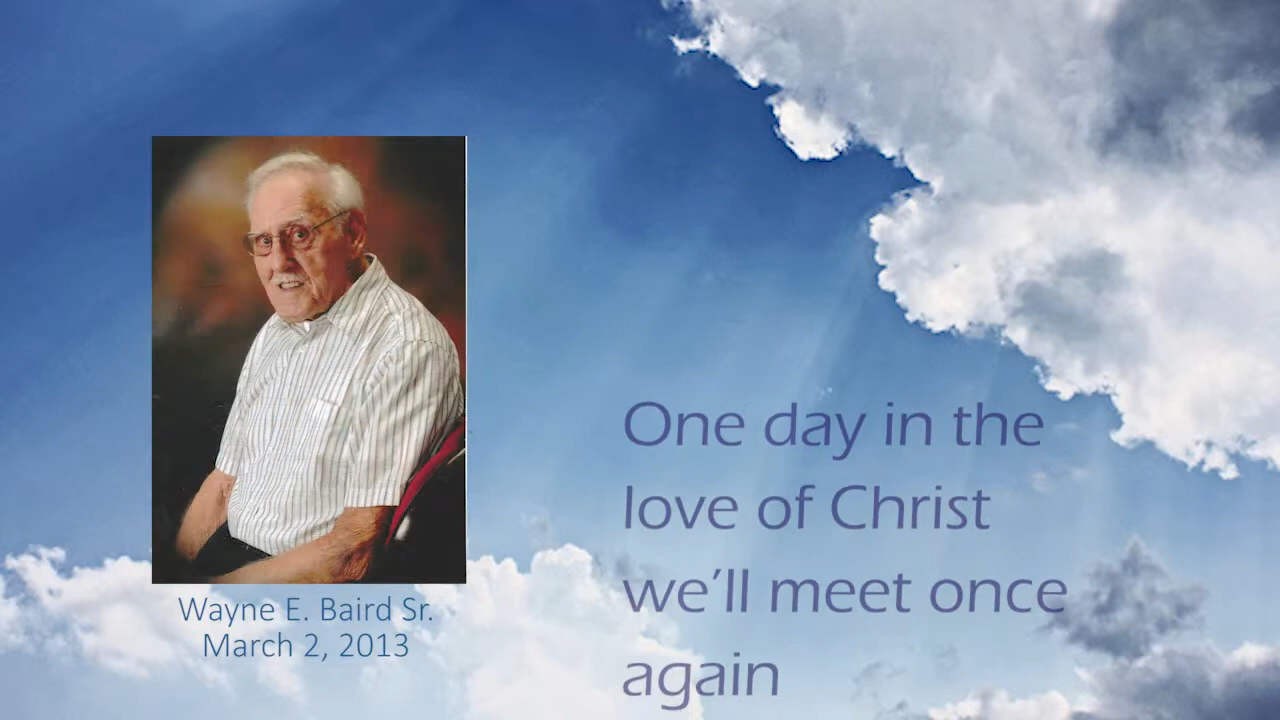 Wayne E. Baird Sr.
March 2, 2013
One day in the
love of Christ
we'll meet once
again